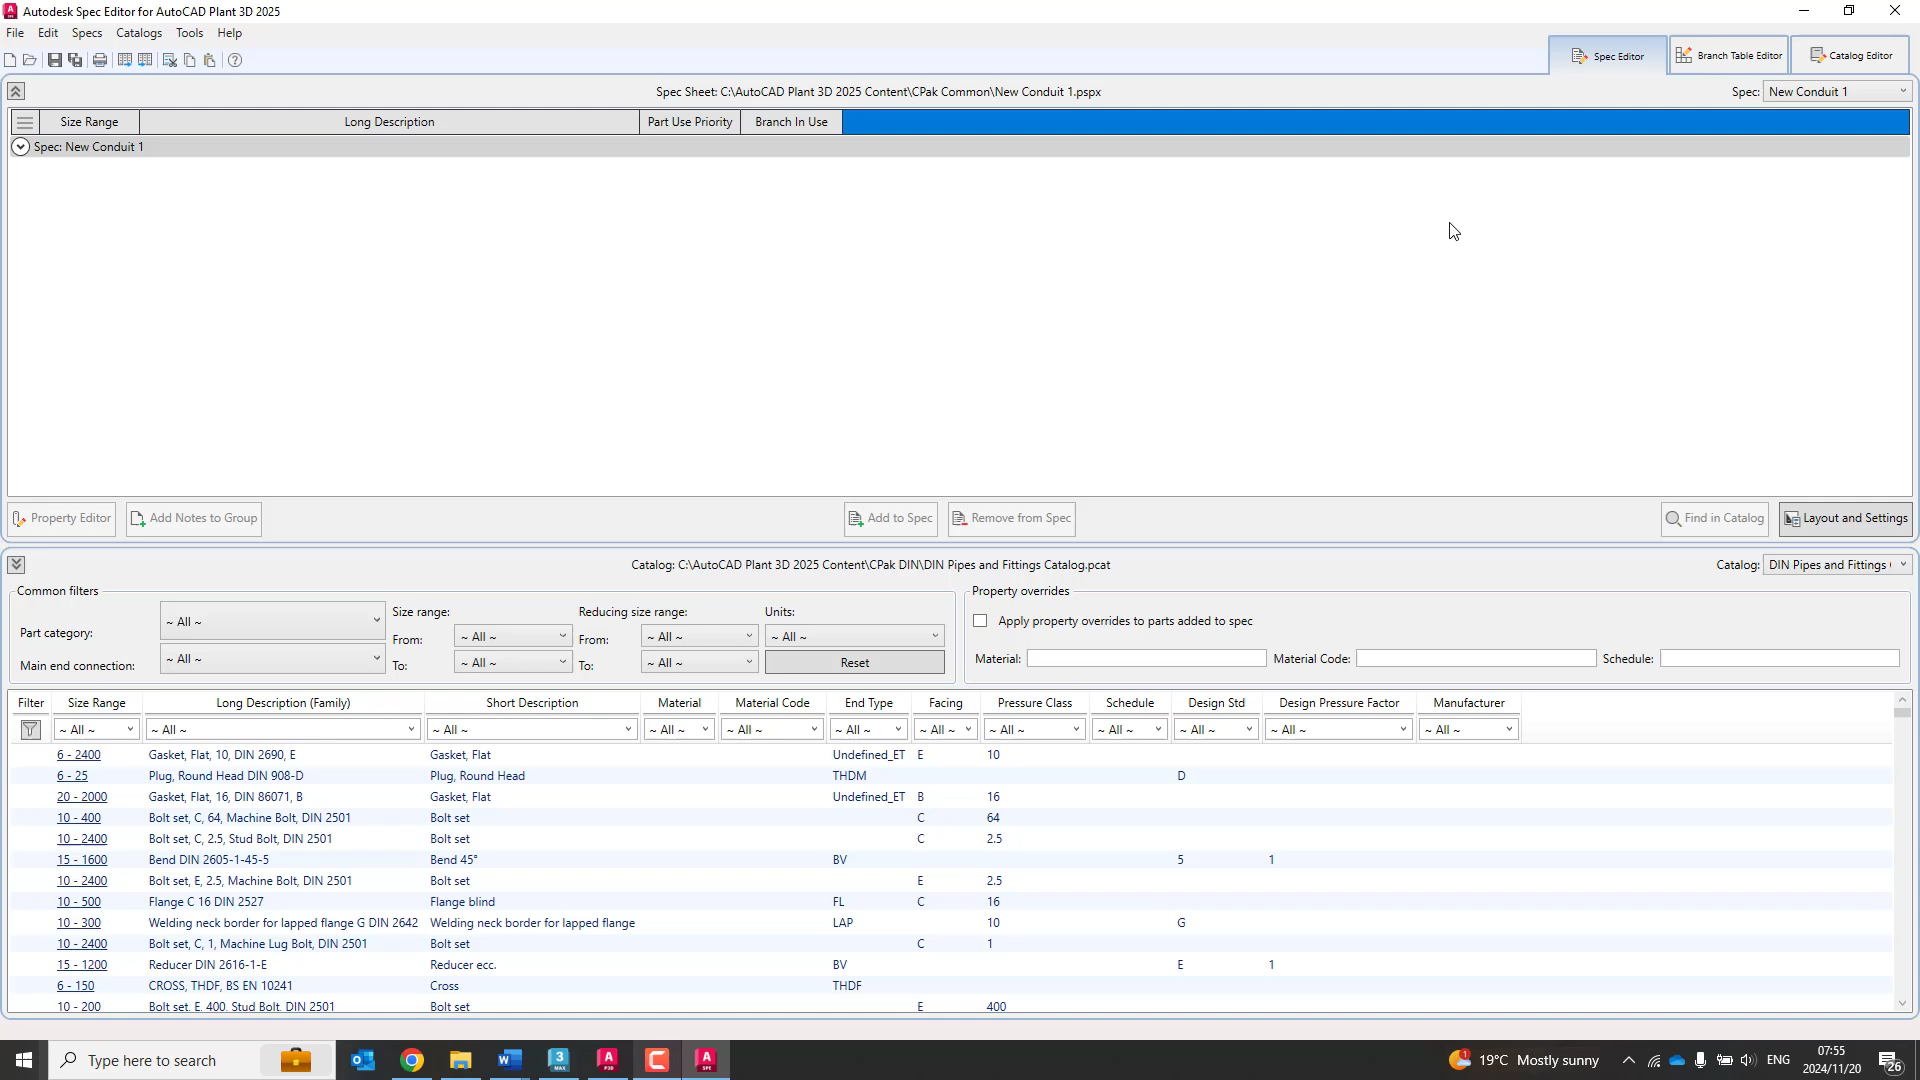 Autodesk Spec Editor for AutoCAD Plant 3D 2025
File Edit Specs Catalogs Tools Help
Spec Editor Branch Table Editor Catalog Editor
Spec Sheet: C:\AutoCAD Plant 3D 2025 Content\CPak Common\New Conduit 1.pspx Spec: New Conduit 1
Size Range Long Description Part Use Priority Branch In Use
Spec: New Conduit 1
Property Editor Add Notes to Group Add to Spec Remove from Spec Find in Catalog Layout and Settings
Catalog: C:\AutoCAD Plant 3D 2025 Content\CPak DIN\DIN Pipes and Fittings Catalog.pcat Catalog: DIN Pipes and Fittings
Common filters Property overrides
Size range: Reducing size range: Units:
Part category: ~ All ~ From: ~ All ~ From: ~ All ~ ~ All ~ Apply property overrides to parts added to spec
Main end connection: ~ All ~ To: ~ All ~ To: ~ All ~ Reset Material: Material Code: Schedule:
Filter Size Range Long Description (Family) Short Description Material Material Code End Type Facing Pressure Class Schedule Design Std Design Pressure Factor Manufacturer
~ All ~ ~ All ~ ~ All ~ ~ All ~ ~ All ~ ~ All ~ ~ All ~ ~ All ~ ~ All ~ ~ All ~ ~ All ~ ~ All ~
6 - 2400 Gasket, Flat, 10, DIN 2690, E Gasket, Flat Undefined_ET E 10
6 - 25 Plug, Round Head DIN 908-D Plug, Round Head THDM D
20 - 2000 Gasket, Flat, 16, DIN 86071, B Gasket, Flat Undefined_ET B 16
10 - 400 Bolt set, C, 64, Machine Bolt, DIN 2501 Bolt set C 64
10 - 2400 Bolt set, C, 2.5, Stud Bolt, DIN 2501 Bolt set C 2.5
15 - 1600 Bend DIN 2605-1-45-5 Bend 45° BV 5 1
10 - 2400 Bolt set, E, 2.5, Machine Bolt, DIN 2501 Bolt set E 2.5
10 - 500 Flange C 16 DIN 2527 Flange blind FL C 16
10 - 300 Welding neck border for lapped flange G DIN 2642 Welding neck border for lapped flange LAP 10 G
10 - 2400 Bolt set, C, 1, Machine Lug Bolt, DIN 2501 Bolt set C 1
15 - 1200 Reducer DIN 2616-1-E Reducer ecc. BV E 1
6 - 150 CROSS, THDF, BS EN 10241 Cross THDF
10 - 200 Bolt set, E, 400, Stud Bolt, DIN 2501 Bolt set E 400
Type here to search 19°C Mostly sunny ENG 07:55
2024/11/20 26